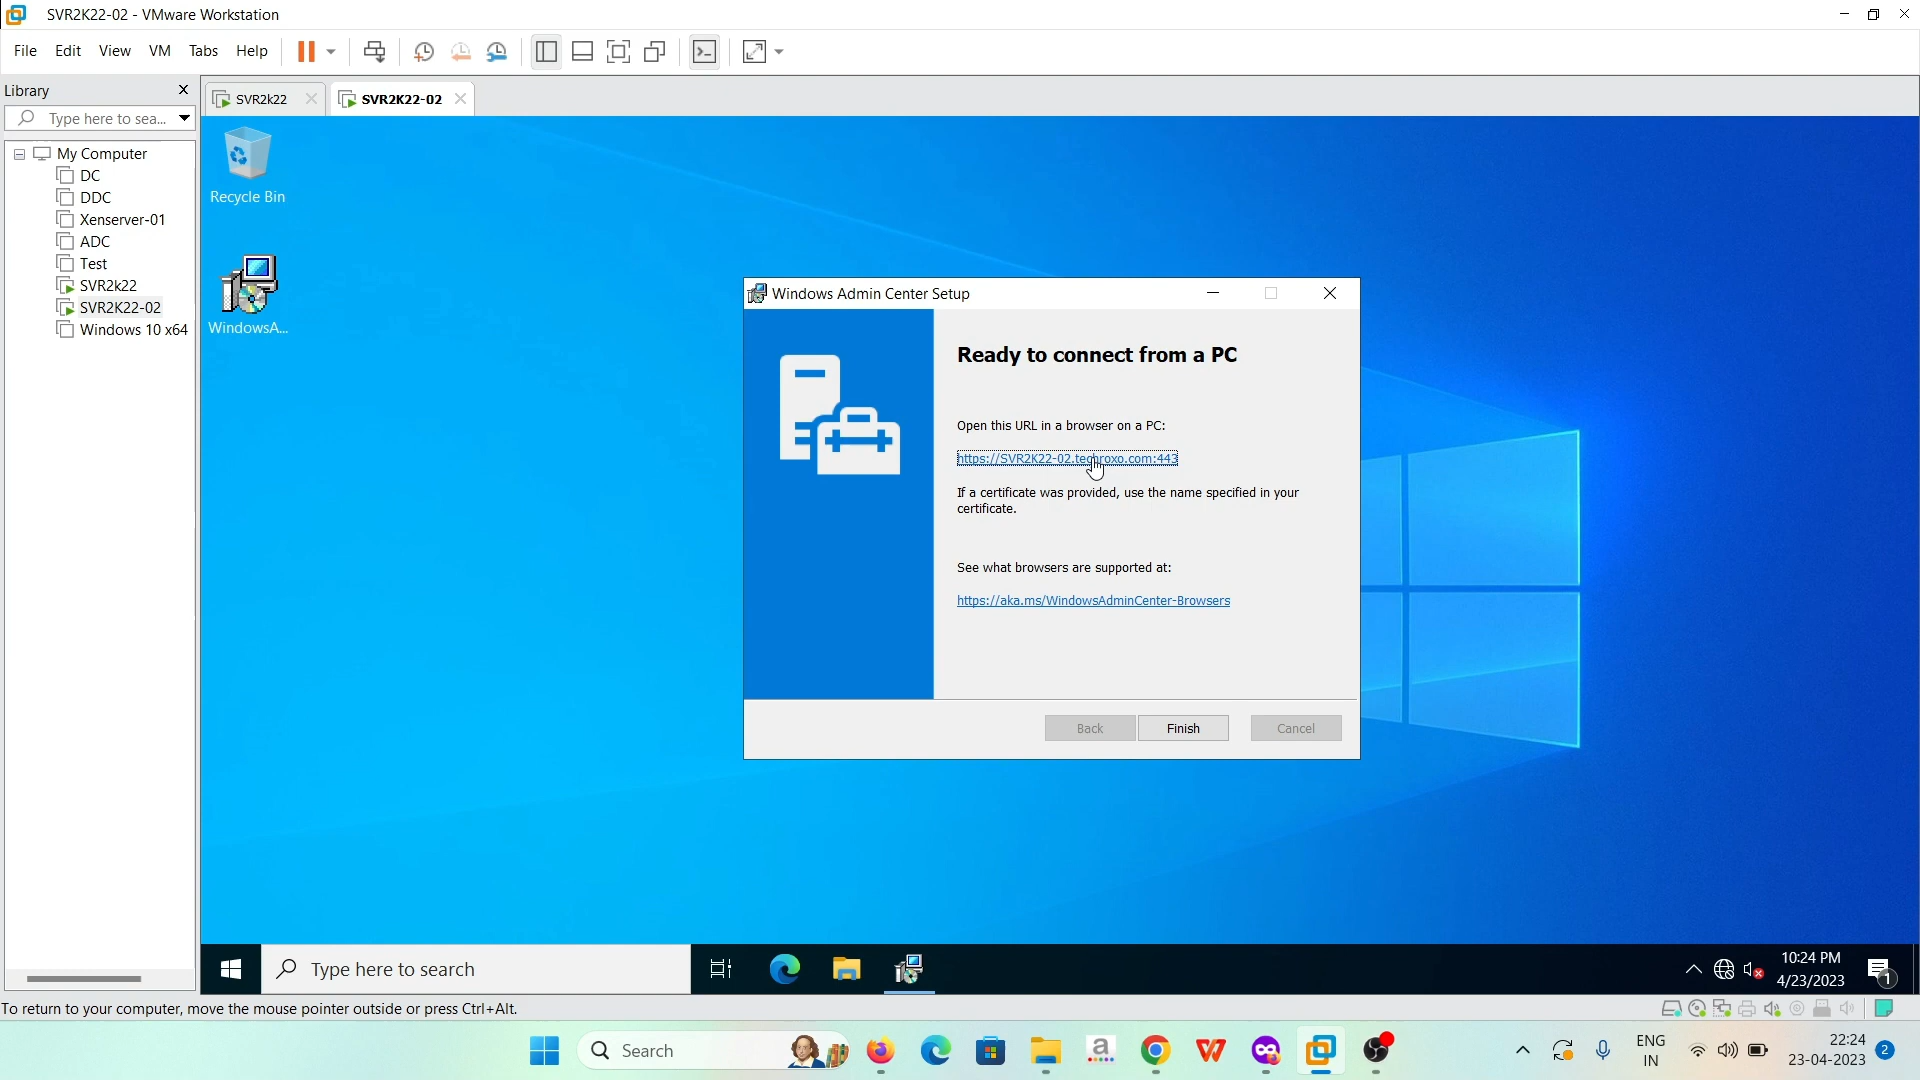 SVR2K22-02 - VMware Workstation
File Edit View VM Tabs Help
Library
Type here to sea...
My Computer
DC
DDC
Xenserver-01
ADC
Test
SVR2k22
SVR2K22-02
Windows 10 x64
SVR2k22
SVR2K22-02
Recycle Bin
WindowsA...
Windows Admin Center Setup
Ready to connect from a PC
Open this URL in a browser on a PC:
https://SVR2K22-02.techroxo.com:443
If a certificate was provided, use the name specified in your
certificate.
See what browsers are supported at:
https://aka.ms/WindowsAdminCenter-Browsers
Back Finish Cancel
Type here to search
10:24 PM
4/23/2023
1
To return to your computer, move the mouse pointer outside or press Ctrl+Alt.
Search
a
ENG
IN
22:24
23-04-2023
2